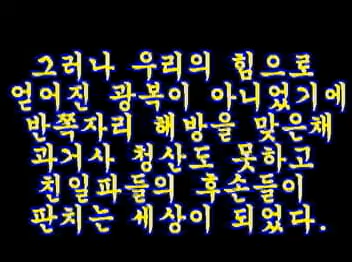 그러나 우리의 힘으로
얻어진 광복이 아니었기에
반쪽자리 해방을 맞은채
과거사 청산도 못하고
친일파들의 후손들이
판치는 세상이 되었다.